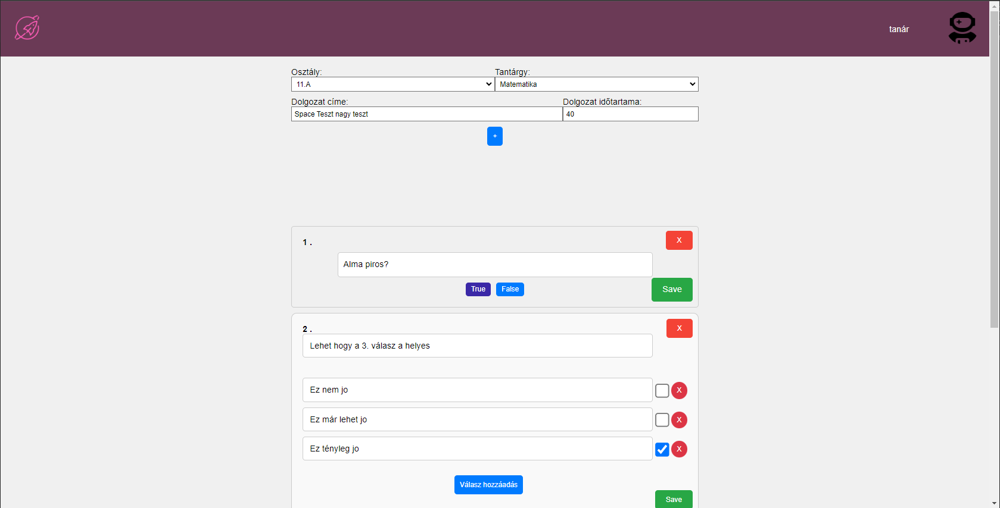 tanár
Osztály: Tantárgy:
11.A Matematika
Dolgozat címe: Dolgozat időtartama:
Space Teszt nagy teszt 40
+
1 . X
Alma piros?
True False Save
2 . X
Lehet hogy a 3. válasz a helyes
Ez nem jo X
Ez már lehet jo X
Ez tényleg jo X
Válasz hozzáadás
Save